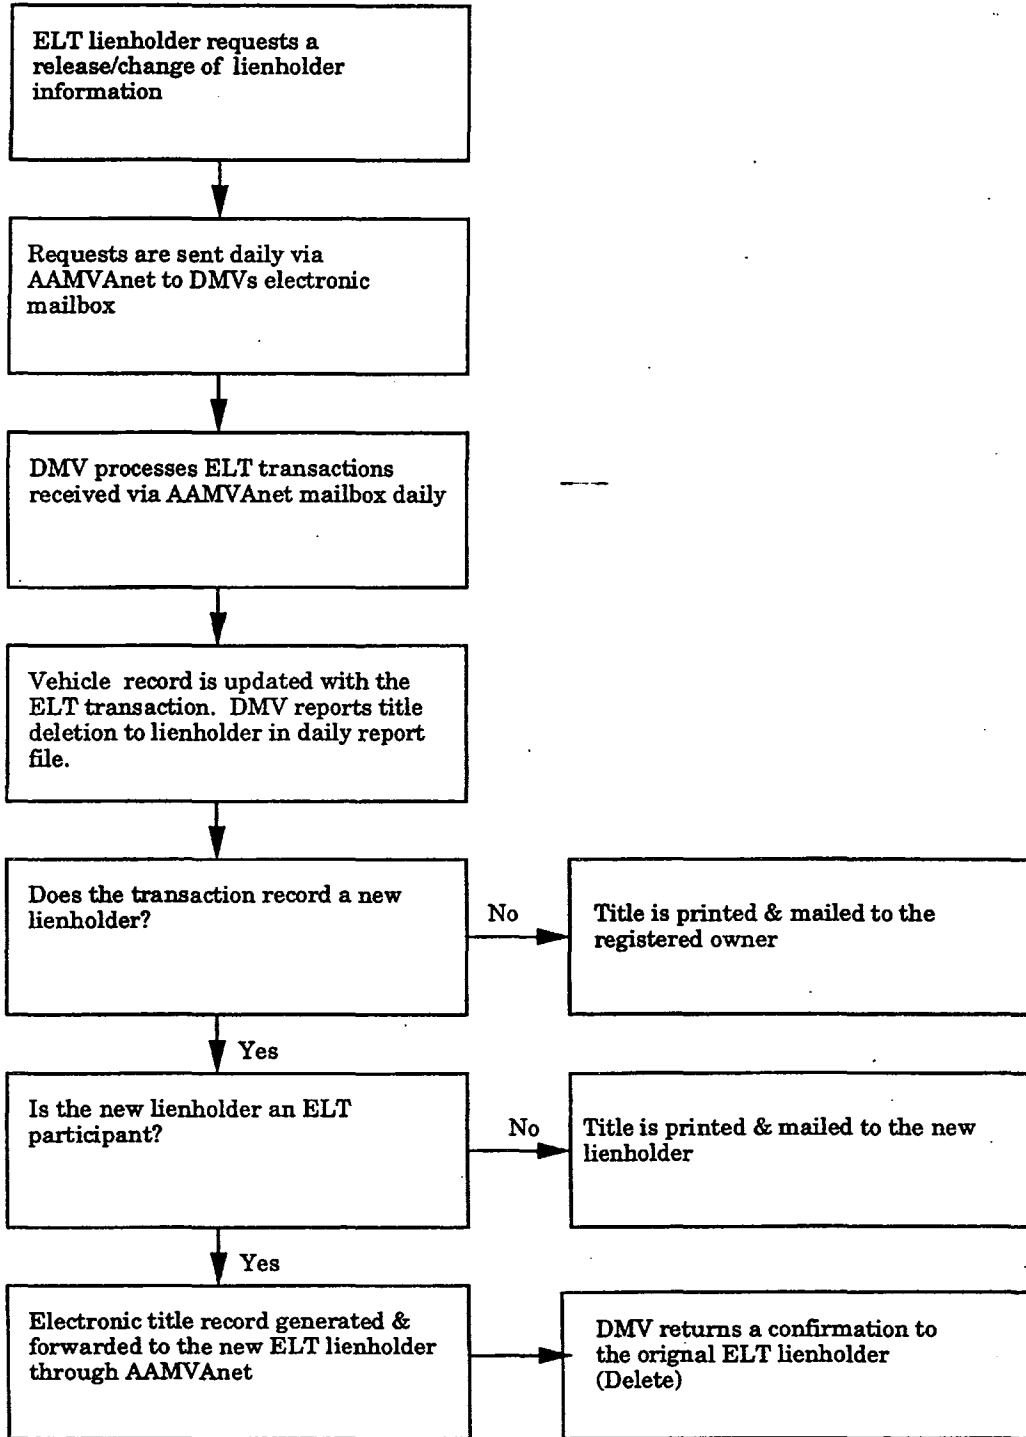 ELT lienholder requests a
release/change of lienholder
information
Requests are sent daily via
AAMVAnet to DMVs electronic
mailbox
DMV processes ELT transactions
received via AAMVAnet mailbox daily
Vehicle record is updated with the
ELT transaction. DMV reports title
deletion to lienholder in daily report
file.
Does the transaction record a new
lienholder?
No
Title is printed & mailed to the
registered owner
Yes
Is the new lienholder an ELT
participant?
No
Title is printed & mailed to the new
lienholder
Yes
Electronic title record generated &
forwarded to the new ELT lienholder
through AAMVAnet
DMV returns a confirmation to
the orignal ELT lienholder
(Delete)